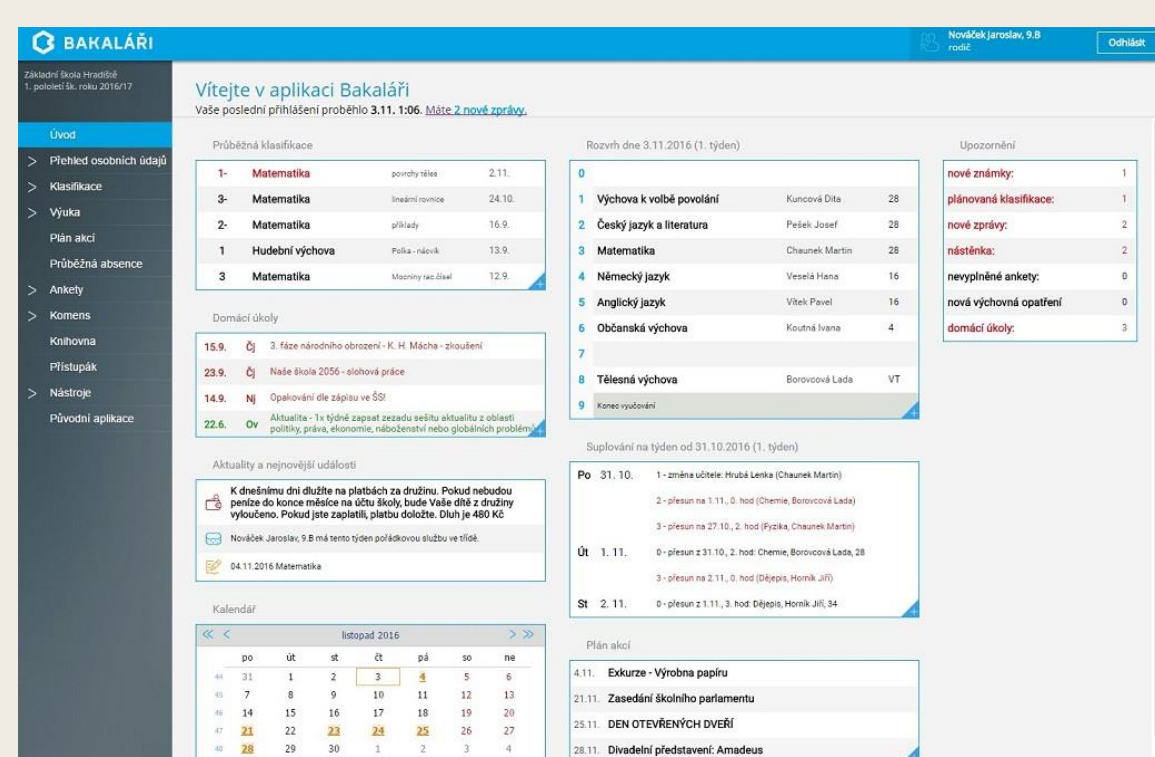 BAKALÁŘI
Nováček Jaroslav, 9.B
rodič
Odhlásit
Základní škola Hradiště
1. pololetí šk. roku 2016/17
Úvod
> Přehled osobních údajů
> Klasifikace
> Výuka
Plán akcí
Průběžná absence
> Ankety
> Komens
Knihovna
Přístupák
> Nástroje
Původní aplikace
Vítejte v aplikaci Bakaláři
Vaše poslední přihlášení proběhlo 3.11. 1:06. Máte 2 nové zprávy.
Průběžná klasifikace
1- Matematika povrchy těles 2.11.
3- Matematika lineární rovnice 24.10.
2- Matematika příklady 16.9.
1 Hudební výchova Polka - nácvik 13.9.
3 Matematika Mocniny rac.čísel 12.9.
Domácí úkoly
15.9. Čj 3. fáze národního obrození - K. H. Mácha - zkoušení
23.9. Čj Naše škola 2056 - slohová práce
14.9. Nj Opakování dle zápisu ve ŠS!
22.6. Ov Aktualita - 1x týdně zapsat zezadu sešitu aktualitu z oblasti
politiky, práva, ekonomie, náboženství nebo globálních problémů
Aktuality a nejnovější události
K dnešnímu dni dlužíte na platbách za družinu. Pokud nebudou
peníze do konce měsíce na účtu školy, bude Vaše dítě z družiny
vyloučeno. Pokud jste zaplatili, platbu doložte. Dluh je 480 Kč
Nováček Jaroslav, 9.B má tento týden pořádkovou službu ve třídě.
04.11.2016 Matematika
Kalendář
listopad 2016
po út st čt pá so ne
44 31 1 2 3 4 5 6
45 7 8 9 10 11 12 13
46 14 15 16 17 18 19 20
47 21 22 23 24 25 26 27
48 28 29 30 1 2 3 4
Rozvrh dne 3.11.2016 (1. týden)
0
1 Výchova k volbě povolání Kuncová Dita 28
2 Český jazyk a literatura Pešek Josef 28
3 Matematika Chaunek Martin 28
4 Německý jazyk Veselá Hana 16
5 Anglický jazyk Vítek Pavel 16
6 Občanská výchova Koutná Ivana 4
7
8 Tělesná výchova Borovcová Lada VT
9 Konec vyučování
Suplování na týden od 31.10.2016 (1. týden)
Po 31. 10. 1 - změna učitele: Hrubá Lenka (Chaunek Martin)
2 - přesun na 1.11., 0. hod (Chemie, Borovcová Lada)
3 - přesun na 27.10., 2. hod (Fyzika, Chaunek Martin)
Út 1. 11. 0 - přesun z 31.10., 2. hod: Chemie, Borovcová Lada, 28
3 - přesun na 2.11., 0. hod (Dějepis, Horník Jiří)
St 2. 11. 0 - přesun z 1.11., 3. hod: Dějepis, Horník Jiří, 34
Plán akcí
4.11. Exkurze - Výrobna papíru
21.11. Zasedání školního parlamentu
25.11. DEN OTEVŘENÝCH DVEŘÍ
28.11. Divadelní představení: Amadeus
Upozornění
nové známky: 1
plánovaná klasifikace: 1
nové zprávy: 2
nástěnka: 2
nevyplněné ankety: 0
nová výchovná opatření 0
domácí úkoly: 3